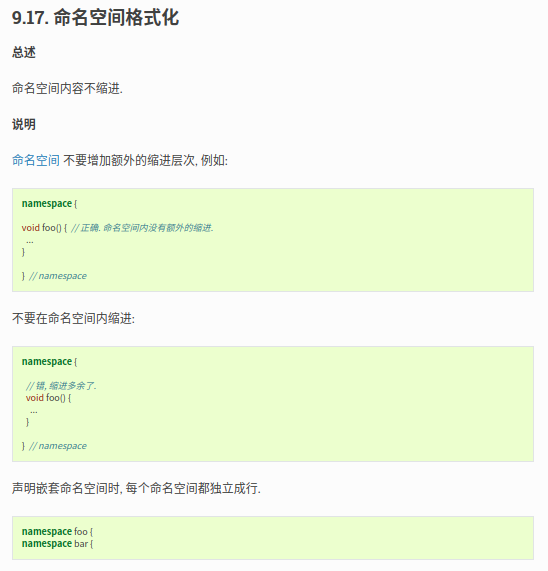 9.17. 命名空间格式化
总述
命名空间内容不缩进.
说明
命名空间 不要增加额外的缩进层次, 例如:
namespace {
void foo() {  // 正确. 命名空间内没有额外的缩进.
  ...
}
}  // namespace
不要在命名空间内缩进:
namespace {
  // 错, 缩进多余了.
  void foo() {
    ...
  }
}  // namespace
声明嵌套命名空间时, 每个命名空间都独立成行.
namespace foo {
namespace bar {